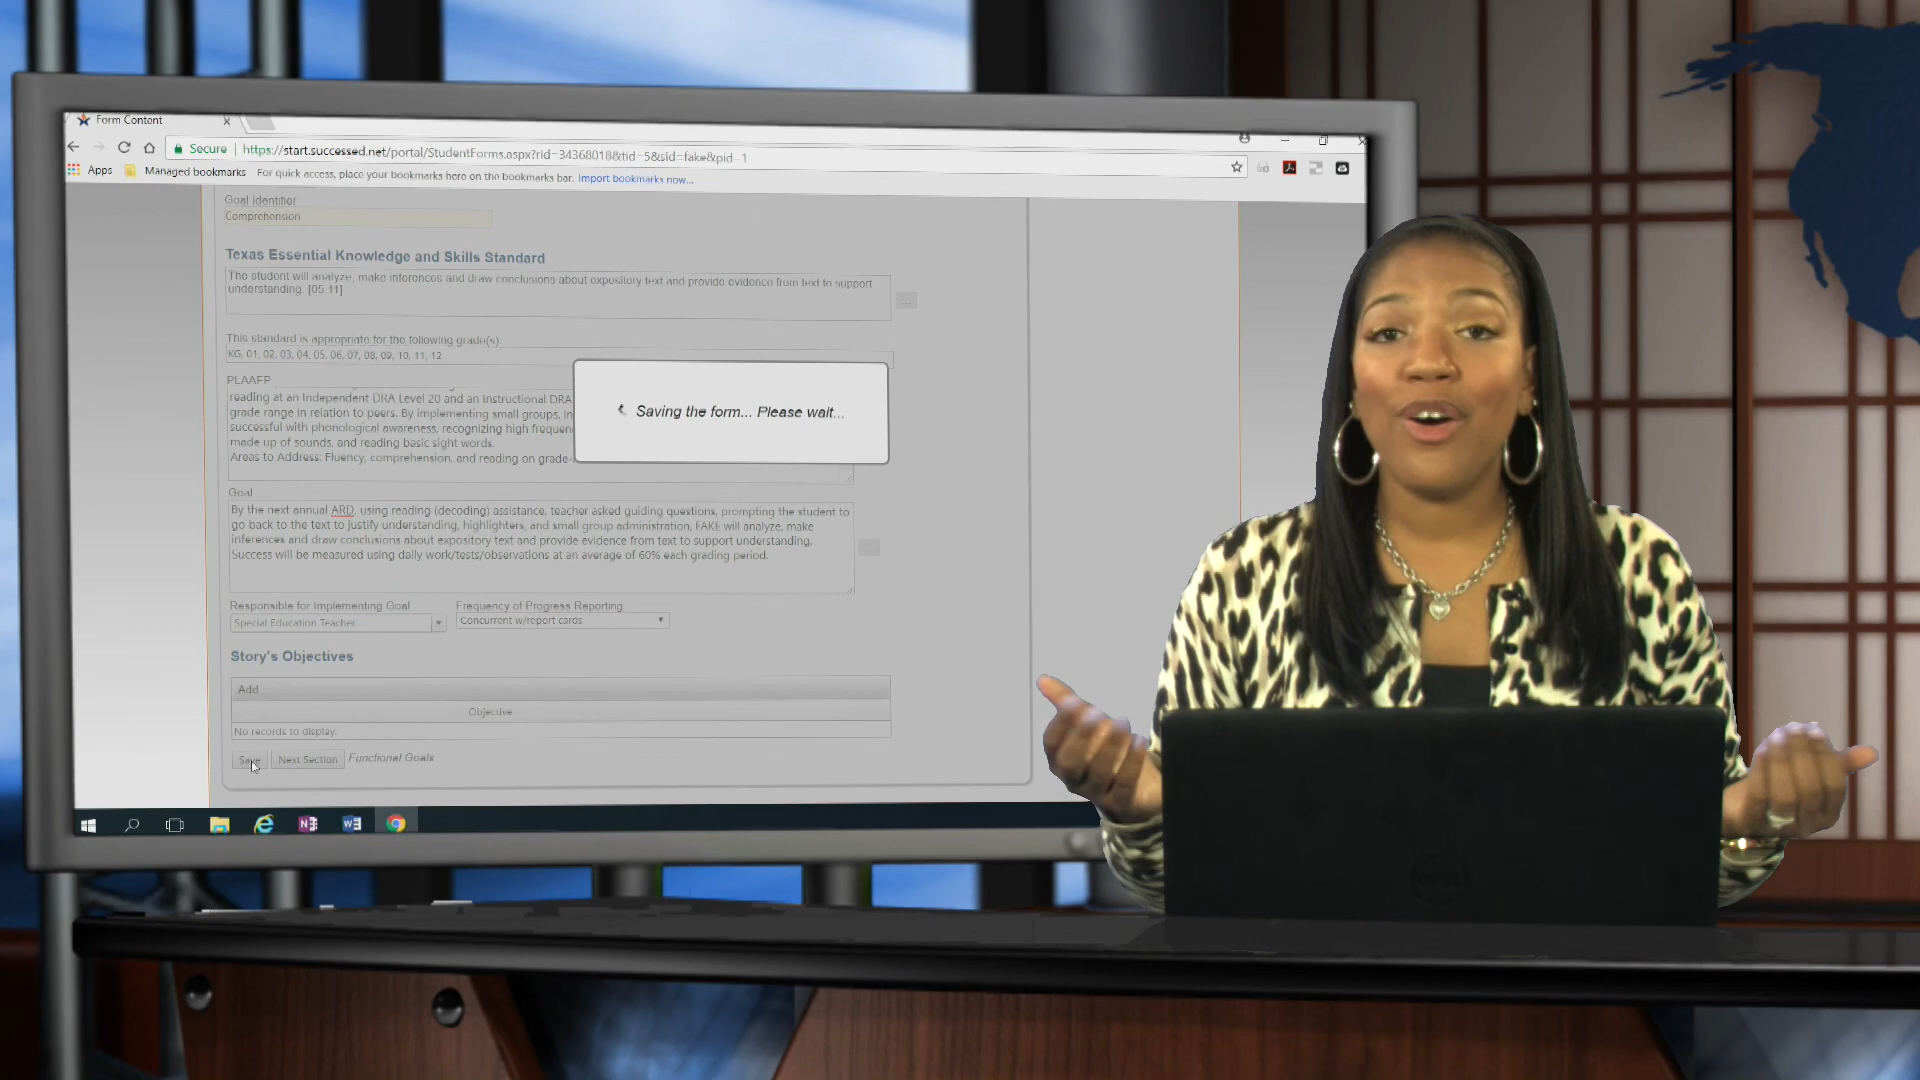 Form Content
Secure | https://start.successed.net/portal/StudentForms.aspx?rid=34368018&tid=5&sid=fake&pid=1
Apps Managed bookmarks For quick access, place your bookmarks here on the bookmarks bar. Import bookmarks now...
Goal Identifier
Comprehension
Texas Essential Knowledge and Skills Standard
The student will analyze, make inferences and draw conclusions about expository text and provide evidence from text to support
understanding. [05.11]
...
This standard is appropriate for the following grade(s):
KG, 01, 02, 03, 04, 05, 06, 07, 08, 09, 10, 11, 12
PLAAFP
reading at an Independent DRA Level 20 and an Instructional DRA
grade range in relation to peers. By implementing small groups, in
successful with phonological awareness, recognizing high frequen
made up of sounds, and reading basic sight words.
Areas to Address: Fluency, comprehension, and reading on grade-
Saving the form... Please wait...
Goal
By the next annual ARD, using reading (decoding) assistance, teacher asked guiding questions, prompting the student to
go back to the text to justify understanding, highlighters, and small group administration, FAKE will analyze, make
inferences and draw conclusions about expository text and provide evidence from text to support understanding.
Success will be measured using daily work/tests/observations at an average of 60% each grading period.
Responsible for Implementing Goal Frequency of Progress Reporting
Special Education Teacher Concurrent w/report cards
Story's Objectives
Add
Objective
No records to display.
Save Next Section Functional Goals